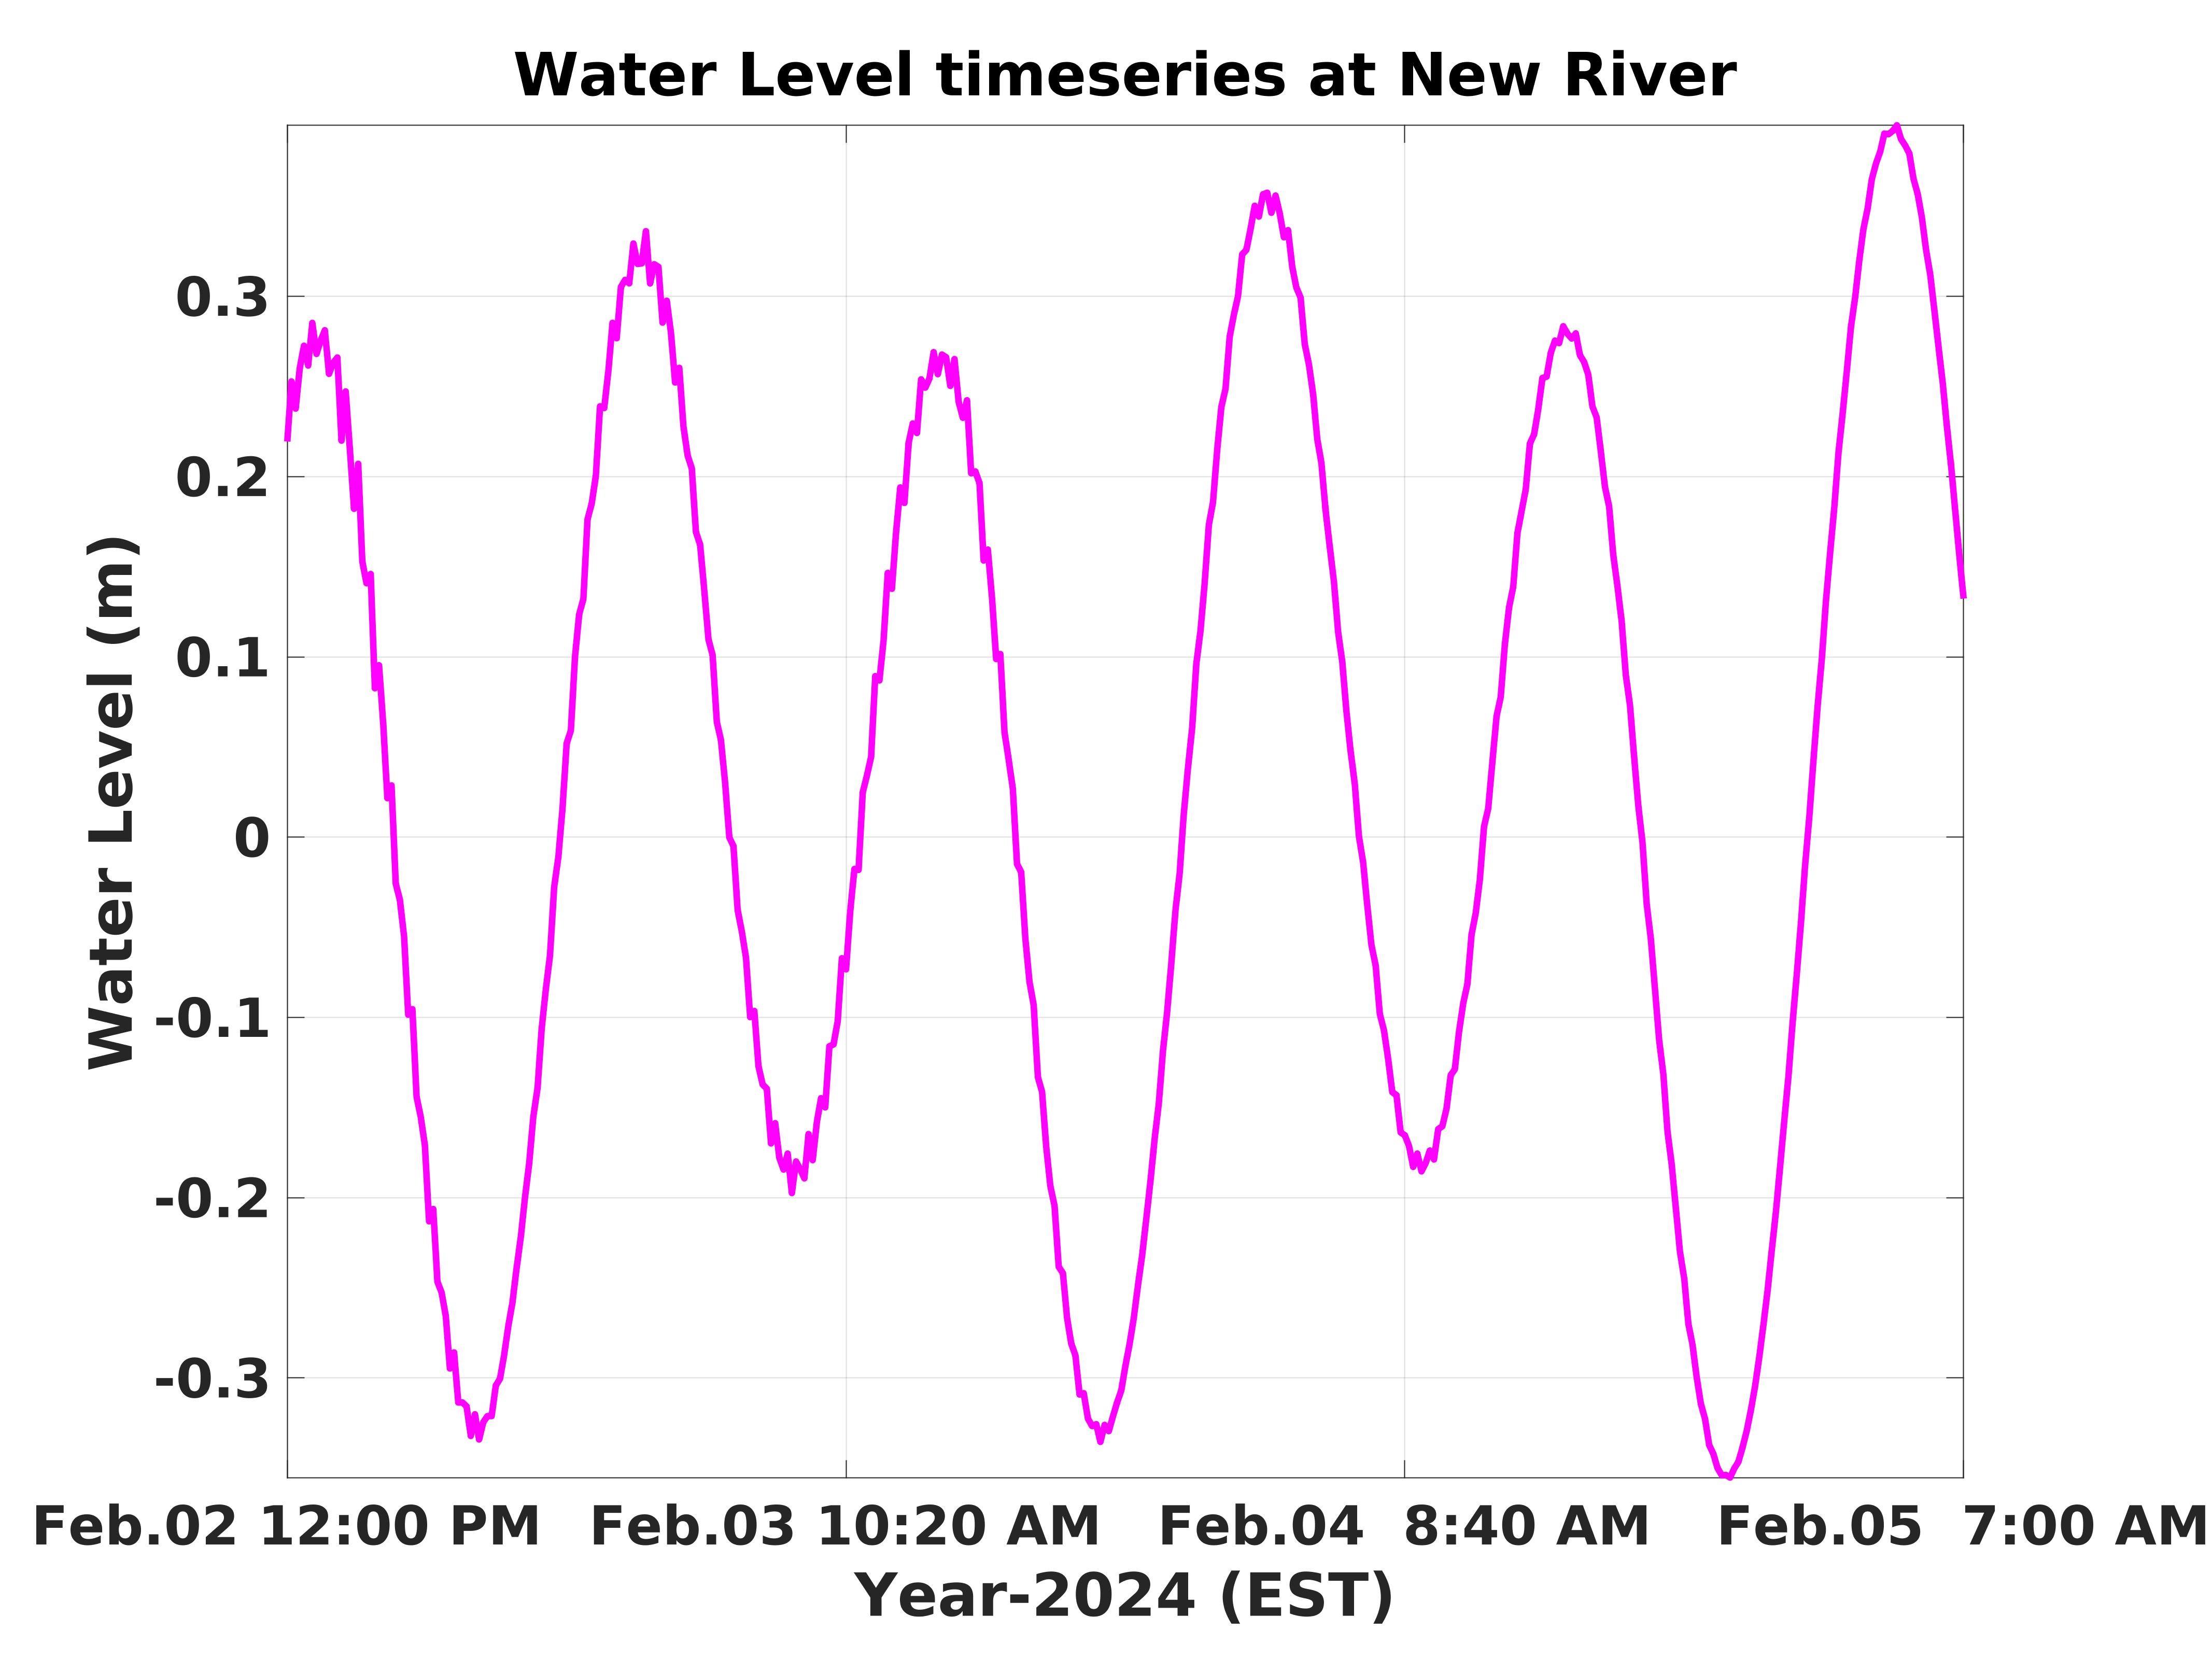 Water Level timeseries at New River
0.3
0.2
0.1
0
-0.1
-0.2
-0.3
Water Level (m)
Feb.02 12:00 PM Feb.03 10:20 AM Feb.04 8:40 AM Feb.05 7:00 AM
Year-2024 (EST)